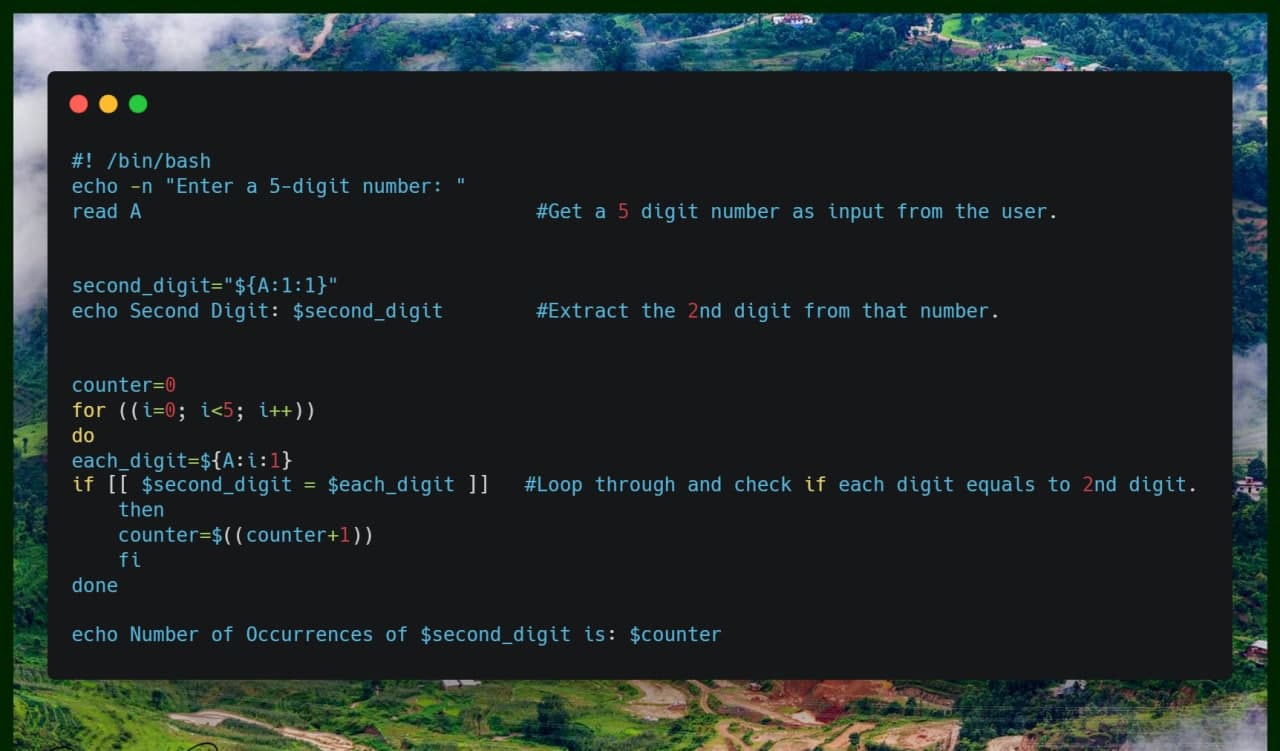 #! /bin/bash
echo -n "Enter a 5-digit number: "
read A #Get a 5 digit number as input from the user.
second_digit="${A:1:1}"
echo Second Digit: $second_digit #Extract the 2nd digit from that number.
counter=0
for ((i=0; i<5; i++))
do
each_digit=${A:i:1}
if [[ $second_digit = $each_digit ]] #Loop through and check if each digit equals to 2nd digit.
then
counter=$((counter+1))
fi
done
echo Number of Occurrences of $second_digit is: $counter